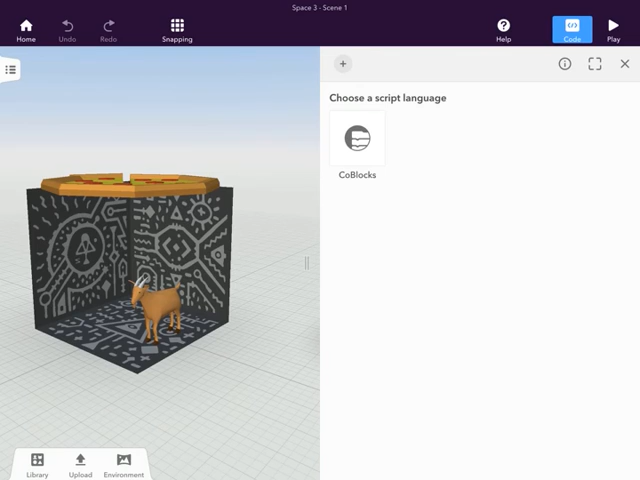 Space 3 - Scene 1
Home
Undo
Redo
Snapping
Help
Code
Play
Choose a script language
CoBlocks
Library
Upload
Environment